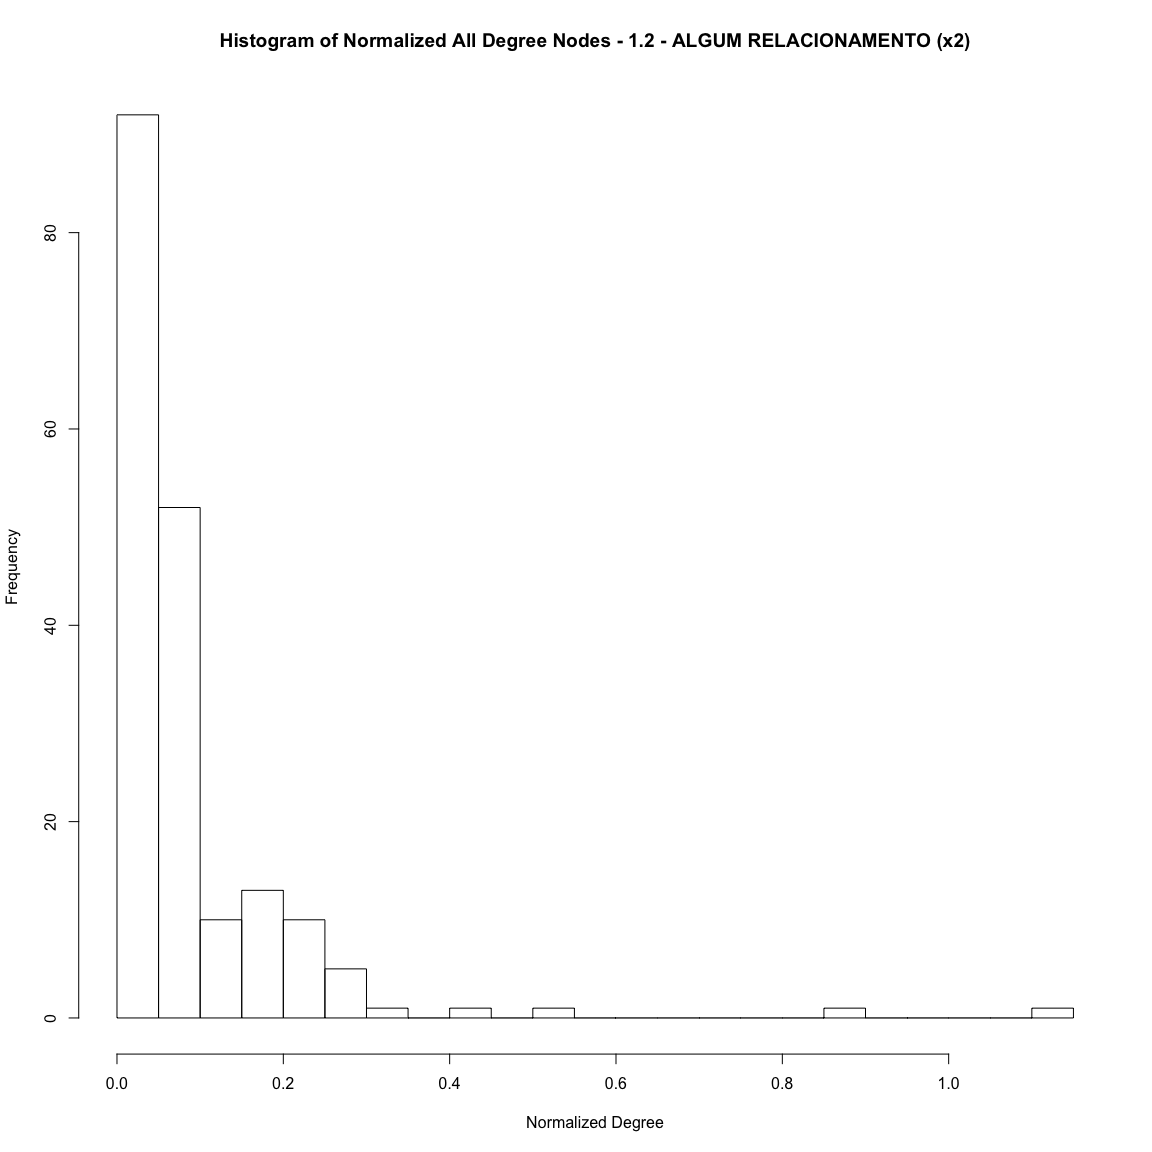 Histogram of Normalized All Degree Nodes - 1.2 - ALGUM RELACIONAMENTO (x2)
Frequency
80
60
40
20
0
0.0 0.2 0.4 0.6 0.8 1.0
Normalized Degree